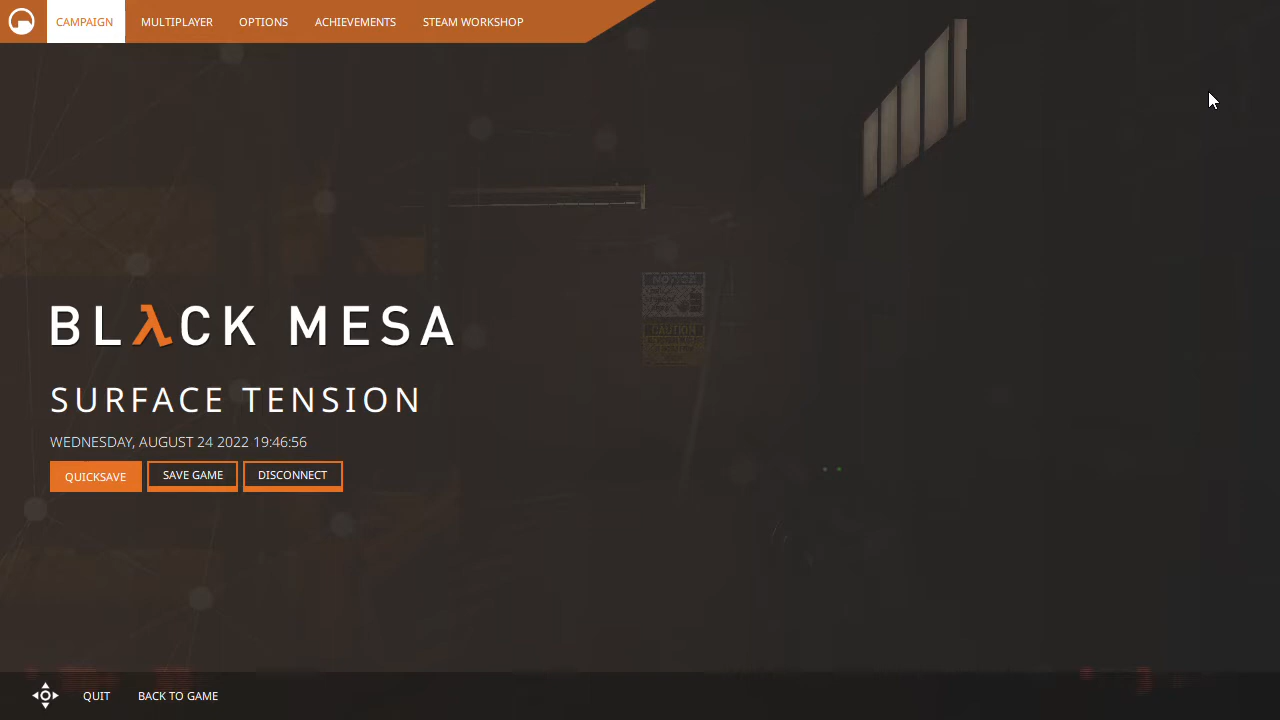 CAMPAIGN MULTIPLAYER OPTIONS ACHIEVEMENTS STEAM WORKSHOP
NOTICE
CAUTION
BLλCK MESA
SURFACE TENSION
WEDNESDAY, AUGUST 24 2022 19:46:56
QUICKSAVE SAVE GAME DISCONNECT
QUIT BACK TO GAME